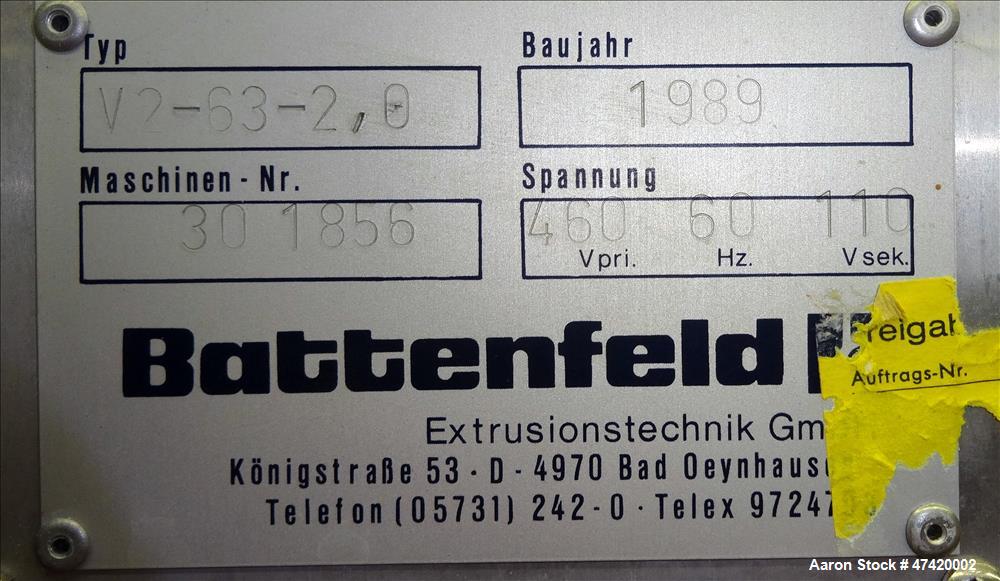 Typ Baujahr
V2-63-2,0 1989
Maschinen-Nr. Spannung
30 1856 460 60 110
Vpri. Hz. Vsek.
Battenfeld
reigab
Auftrags-Nr.
Extrusionstechnik Gm
Königstraße 53 · D - 4970 Bad Oeynhaus
Telefon (05731) 242-0 · Telex 97247
Aaron Stock # 47420002